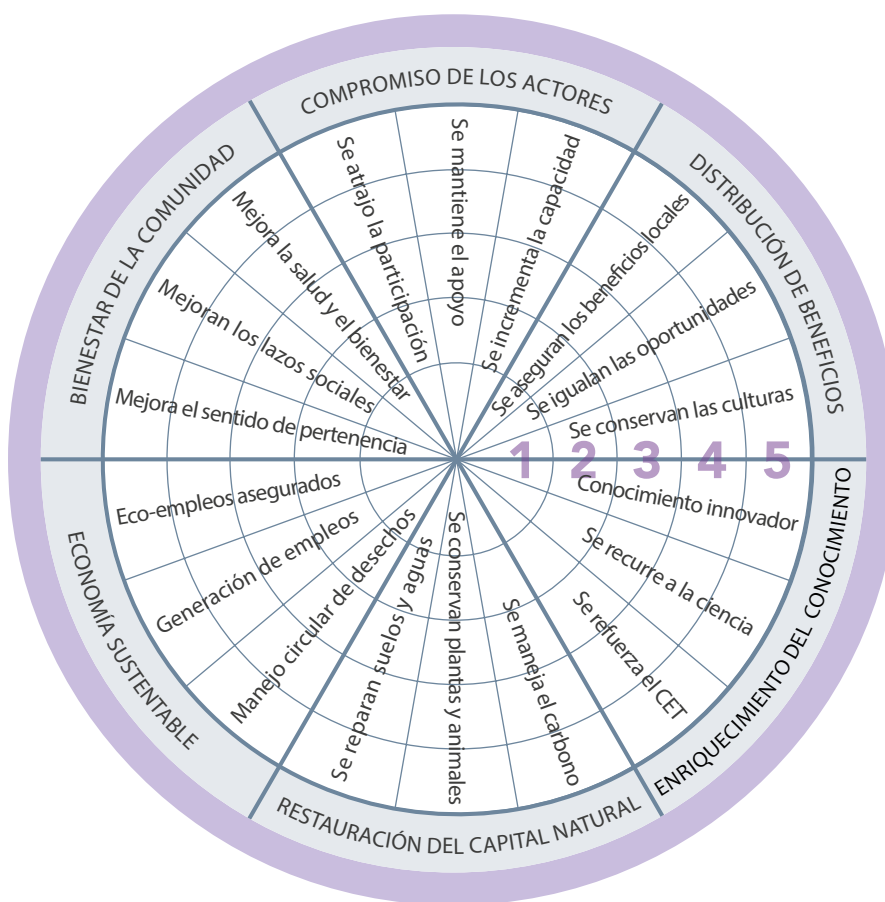 COMPROMISO DE LOS ACTORES
Se atrajo la participación
Se mantiene el apoyo
Se incrementa la capacidad
DISTRIBUCIÓN DE BENEFICIOS
Se aseguran los beneficios locales
Se igualan las oportunidades
Se conservan las culturas
1 2 3 4 5
ENRIQUECIMIENTO DEL CONOCIMIENTO
Conocimiento innovador
Se recurre a la ciencia
Se refuerza el CET
RESTAURACIÓN DEL CAPITAL NATURAL
Se maneja el carbono
Se conservan plantas y animales
Se reparan suelos y aguas
ECONOMÍA SUSTENTABLE
Manejo circular de desechos
Generación de empleos
Eco-empleos asegurados
BIENESTAR DE LA COMUNIDAD
Mejora el sentido de pertenencia
Mejoran los lazos sociales
Mejora la salud y el bienestar